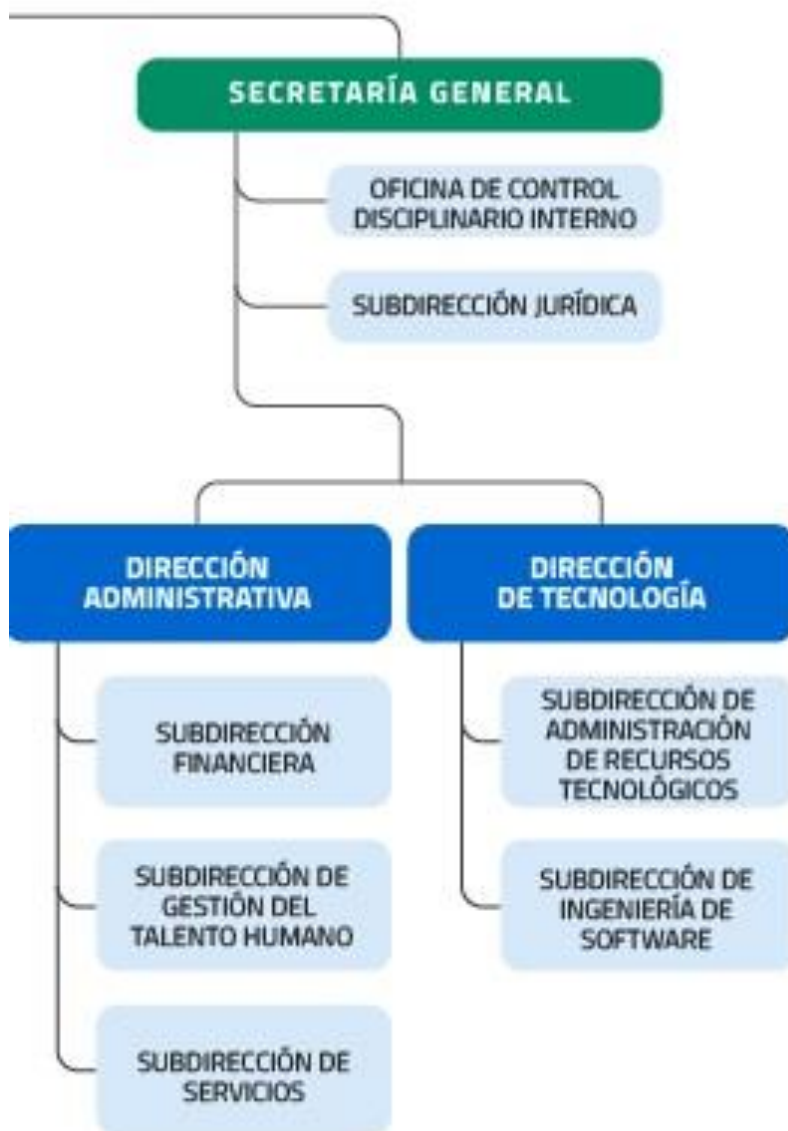 SECRETARÍA GENERAL
OFICINA DE CONTROL
DISCIPLINARIO INTERNO
SUBDIRECCIÓN JURÍDICA
DIRECCIÓN
ADMINISTRATIVA
SUBDIRECCIÓN
FINANCIERA
SUBDIRECCIÓN DE
GESTIÓN DEL
TALENTO HUMANO
SUBDIRECCIÓN DE
SERVICIOS
DIRECCIÓN
DE TECNOLOGÍA
SUBDIRECCIÓN DE
ADMINISTRACIÓN
DE RECURSOS
TECNOLÓGICOS
SUBDIRECCIÓN DE
INGENIERÍA DE
SOFTWARE